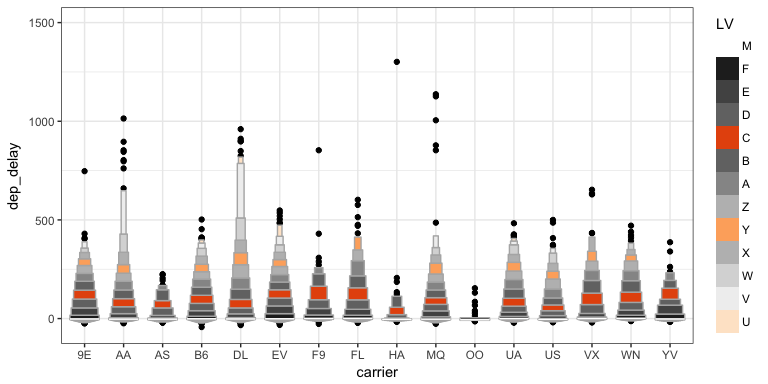 LV
M
F
E
D
C
B
A
Z
Y
X
W
V
U
dep_delay
1500
1000
500
0
9E AA AS B6 DL EV F9 FL HA MQ OO UA US VX WN YV
carrier